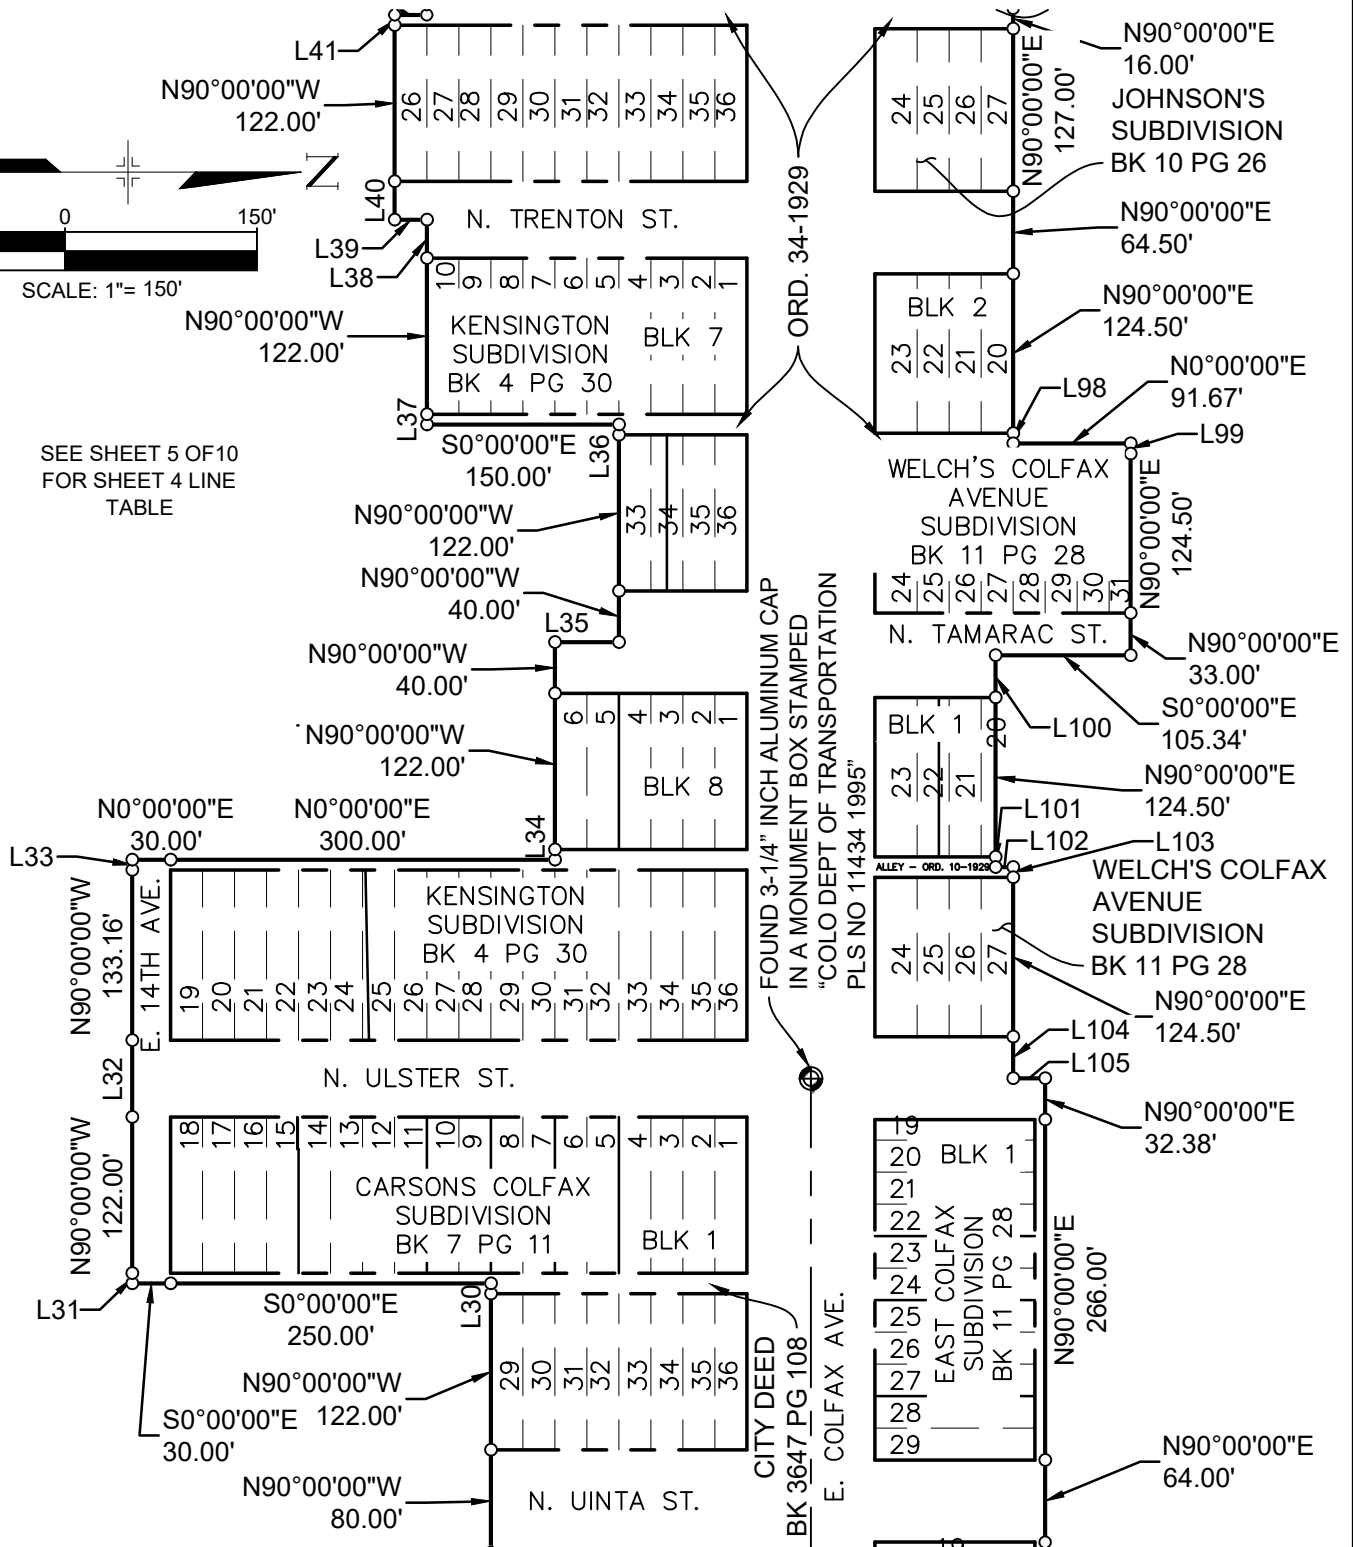 L41
N90°00'00"W
122.00'
26 27 28 29 30 31 32 33 34 35 36
N
0 150'
SCALE: 1"= 150'
L40
N. TRENTON ST.
L39
L38
10 9 8 7 6 5 4 3 2 1
N90°00'00"W
122.00'
KENSINGTON
SUBDIVISION
BK 4 PG 30
BLK 7
L37
S0°00'00"E
150.00'
L36
SEE SHEET 5 OF10
FOR SHEET 4 LINE
TABLE
N90°00'00"W
122.00'
33 34 35 36
N90°00'00"W
40.00'
L35
N90°00'00"W
40.00'
6 5 4 3 2 1
N90°00'00"W
122.00'
BLK 8
L34
N0°00'00"E
30.00'
N0°00'00"E
300.00'
L33
N90°00'00"W
133.16'
E. 14TH AVE.
KENSINGTON
SUBDIVISION
BK 4 PG 30
19 20 21 22 23 24 25 26 27 28 29 30 31 32 33 34 35 36
L32
N. ULSTER ST.
18 17 16 15 14 13 12 11 10 9 8 7 6 5 4 3 2 1
N90°00'00"W
122.00'
CARSONS COLFAX
SUBDIVISION
BK 7 PG 11
BLK 1
L31
S0°00'00"E
250.00'
L30
S0°00'00"E
30.00'
N90°00'00"W
122.00'
29 30 31 32 33 34 35 36
N90°00'00"W
80.00'
N. UINTA ST.
ORD. 34-1929
FOUND 3-1/4" INCH ALUMINUM CAP
IN A MONUMENT BOX STAMPED
“COLO DEPT OF TRANSPORTATION
PLS NO 11434 1995”
CITY DEED
BK 3647 PG 108
E. COLFAX AVE.
24 25 26 27
N90°00'00"E
127.00'
N90°00'00"E
16.00'
JOHNSON'S
SUBDIVISION
BK 10 PG 26
N90°00'00"E
64.50'
BLK 2
23 22 21 20
N90°00'00"E
124.50'
N0°00'00"E
91.67'
L98
L99
WELCH'S COLFAX
AVENUE
SUBDIVISION
BK 11 PG 28
24 25 26 27 28 29 30 31
N90°00'00"E
124.50'
N. TAMARAC ST.
N90°00'00"E
33.00'
S0°00'00"E
105.34'
L100
BLK 1
23 22 21 20
N90°00'00"E
124.50'
L101
L102
L103
ALLEY - ORD. 10-1929
WELCH'S COLFAX
AVENUE
SUBDIVISION
BK 11 PG 28
24 25 26 27
N90°00'00"E
124.50'
L104
L105
N90°00'00"E
32.38'
19
20
21
22
23
24
25
26
27
28
29
BLK 1
EAST COLFAX
SUBDIVISION
BK 11 PG 28
N90°00'00"E
266.00'
N90°00'00"E
64.00'